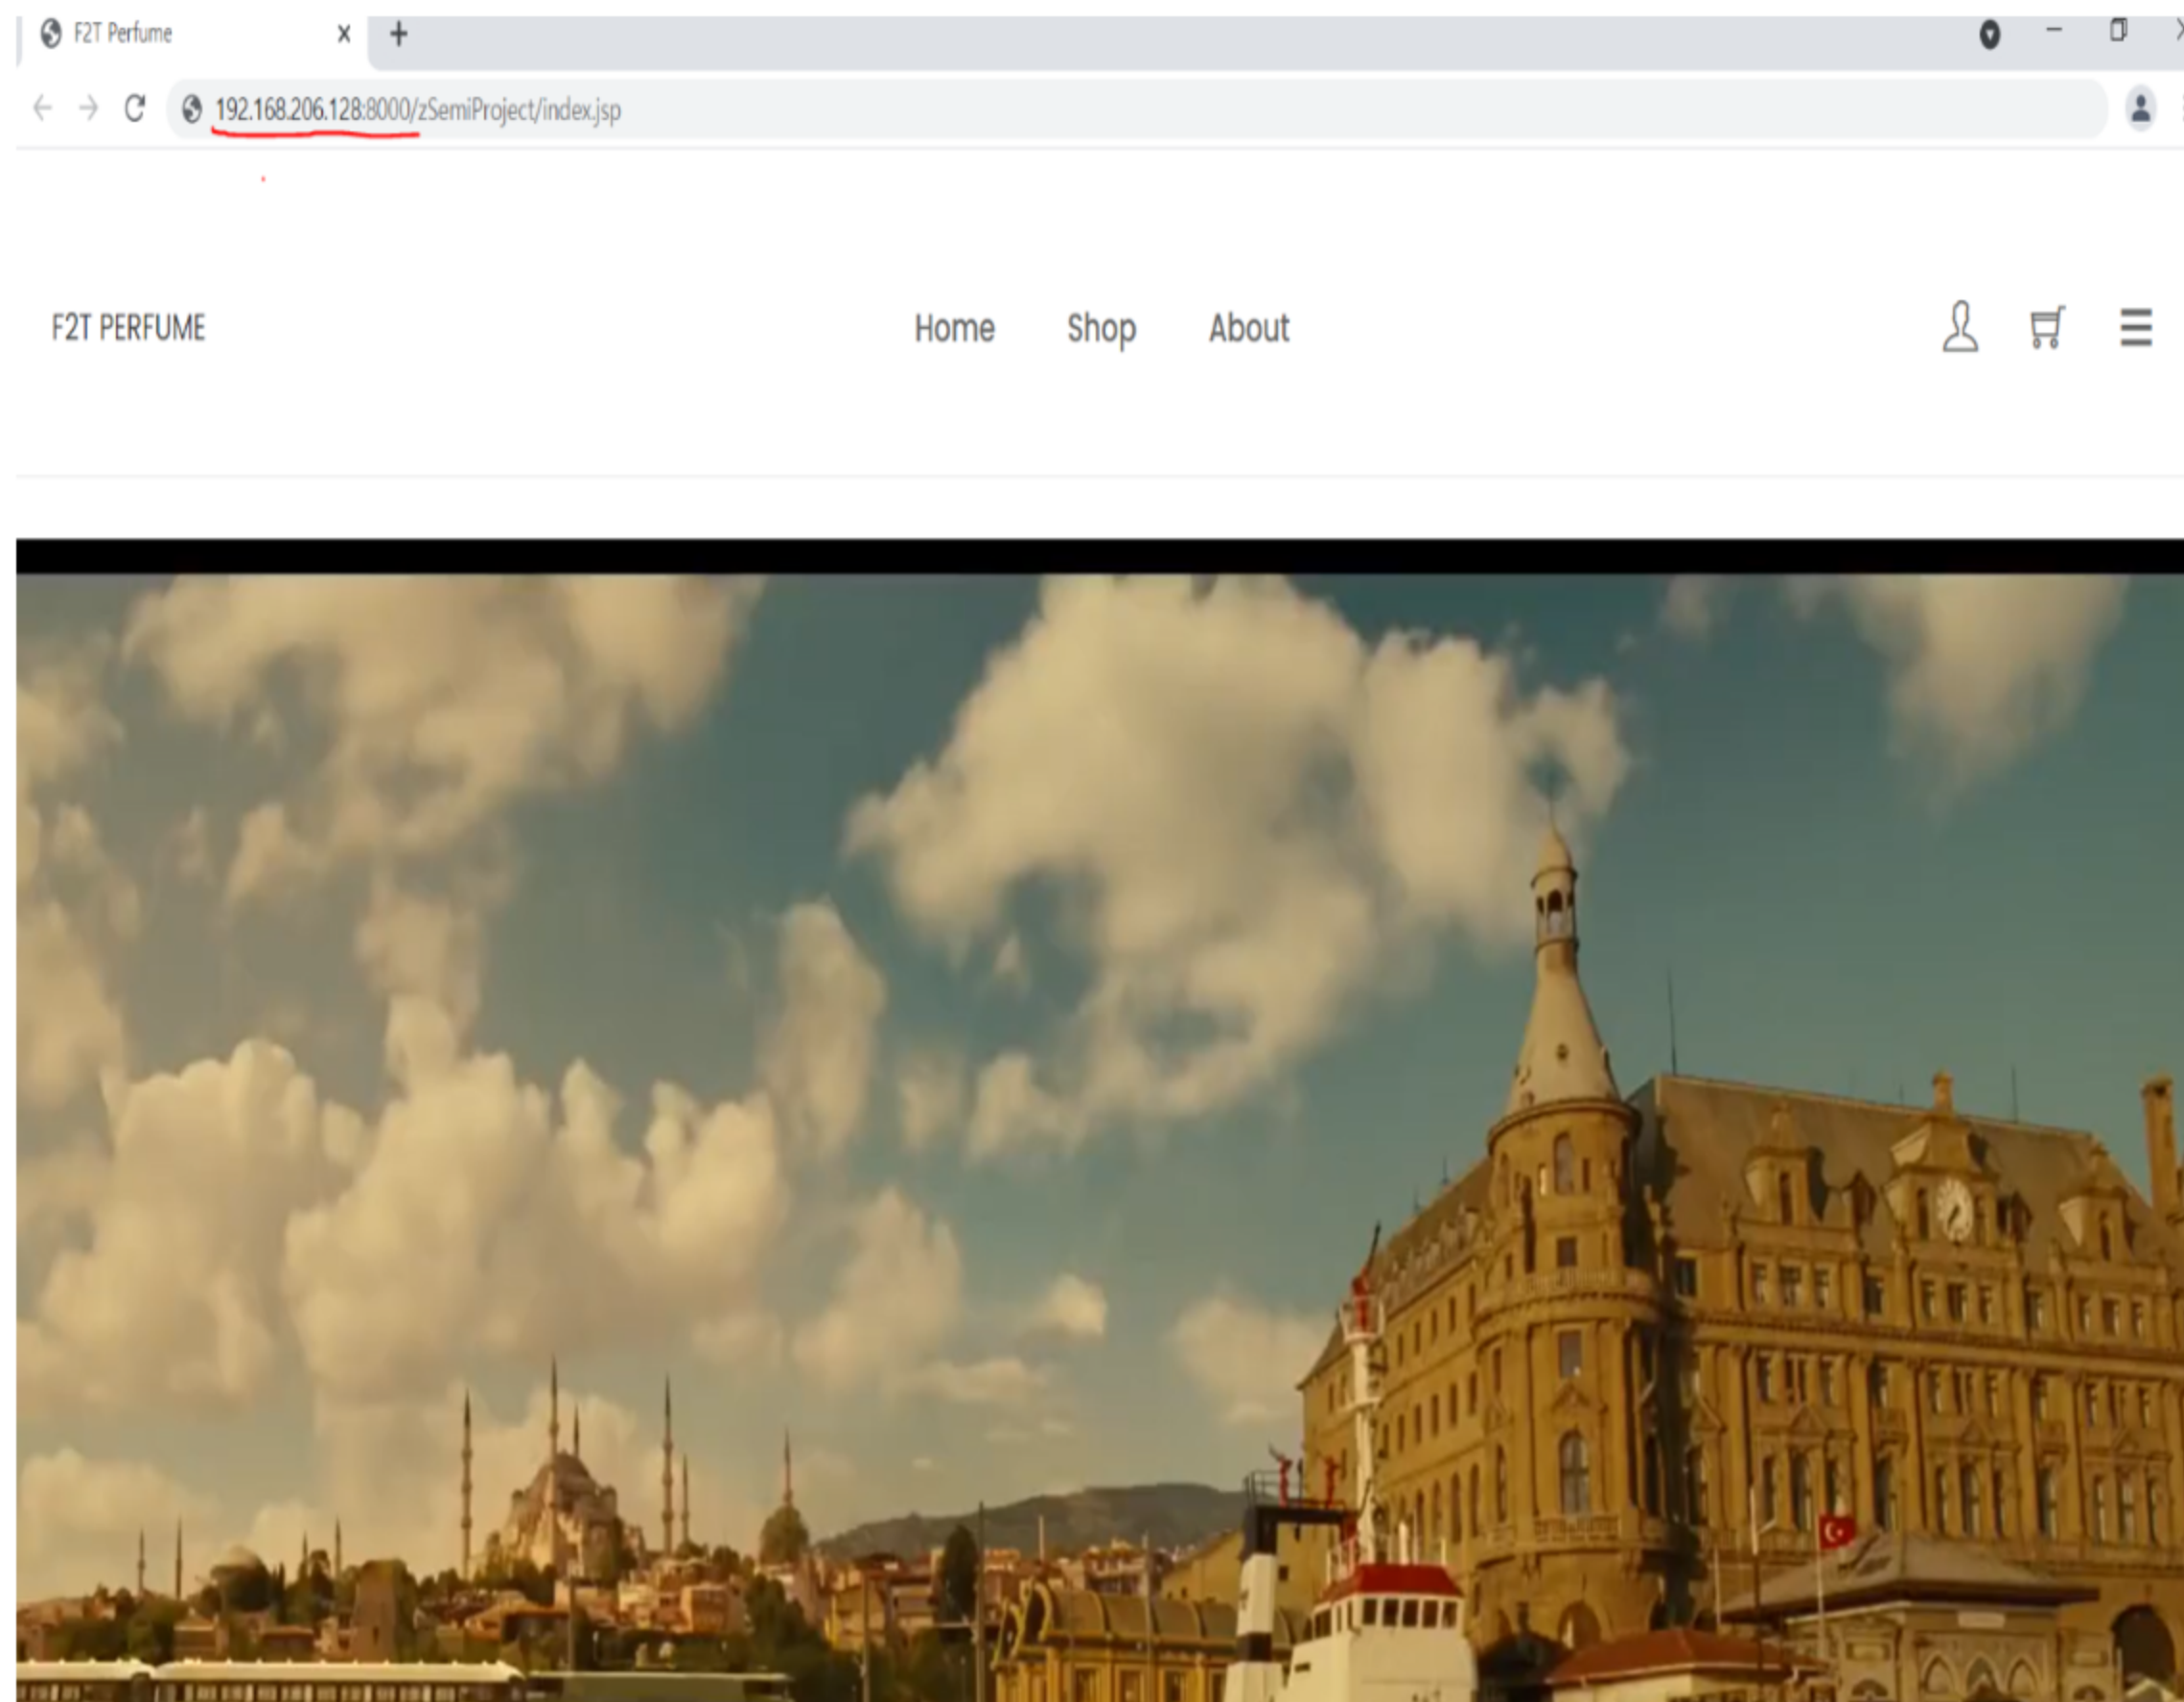 F2T Perfume
192.168.206.128:8000/zSemiProject/index.jsp
F2T PERFUME Home Shop About